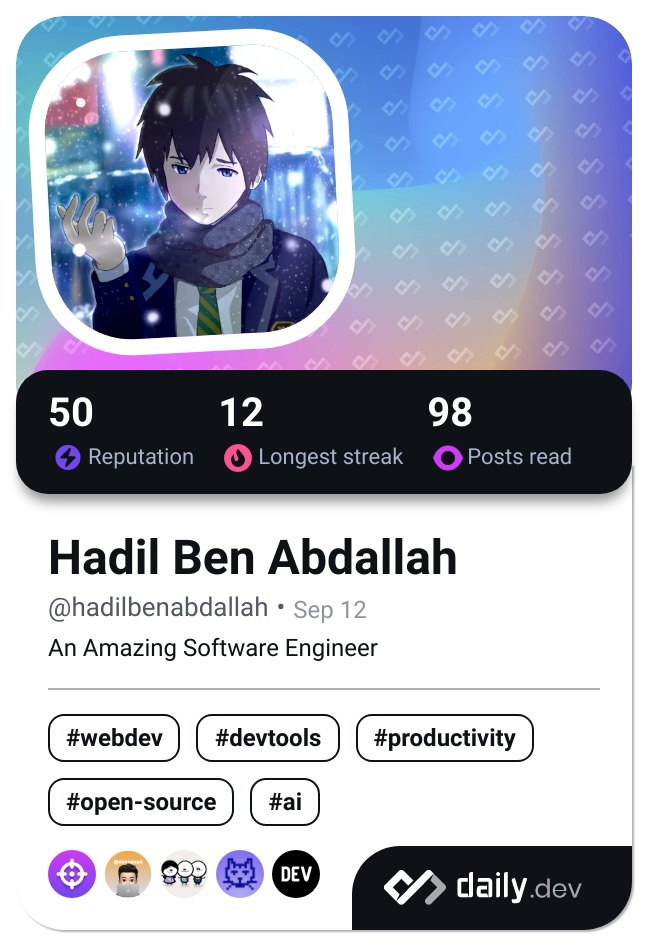 50 12 98
Reputation Longest streak Posts read
Hadil Ben Abdallah
@hadilbenabdallah • Sep 12
An Amazing Software Engineer
#webdev #devtools #productivity
#open-source #ai
DEV
daily.dev